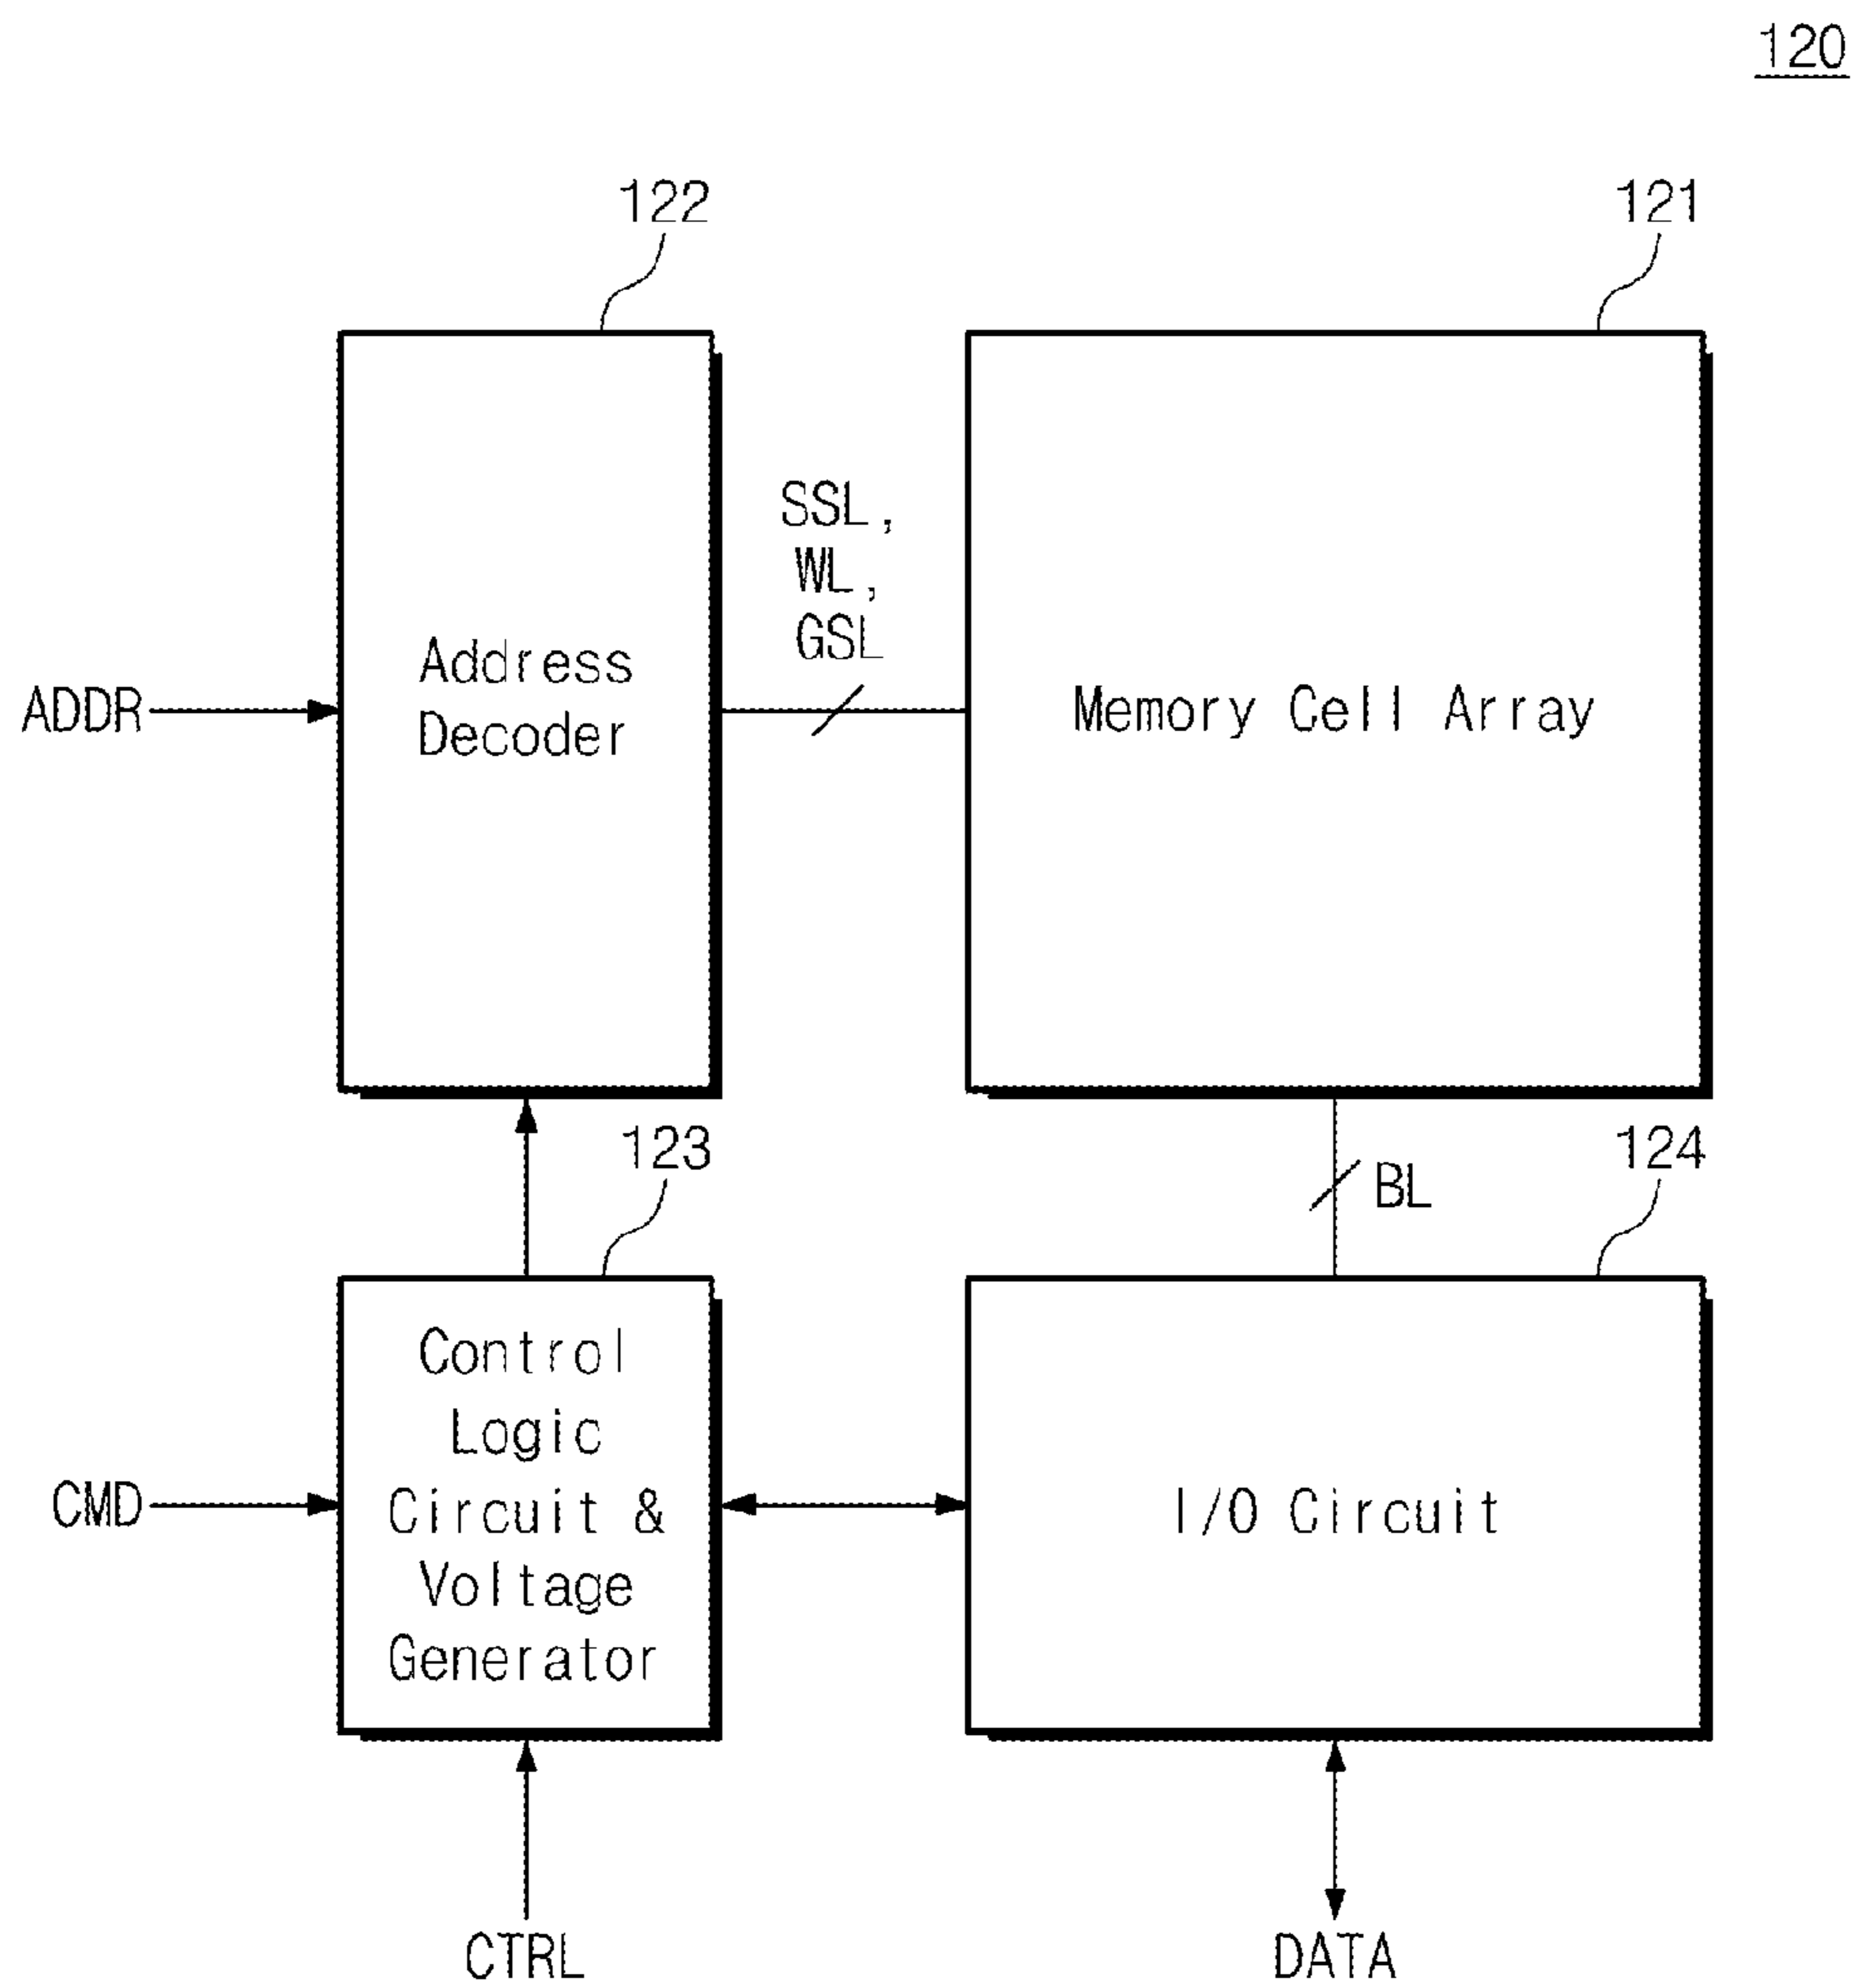 120
122
121
SSL,
WL,
GSL
Address
Decoder
ADDR
Memory Cell Array
123
124
BL
Control
Logic
Circuit &
Voltage
Generator
CMD
I/O Circuit
CTRL
DATA